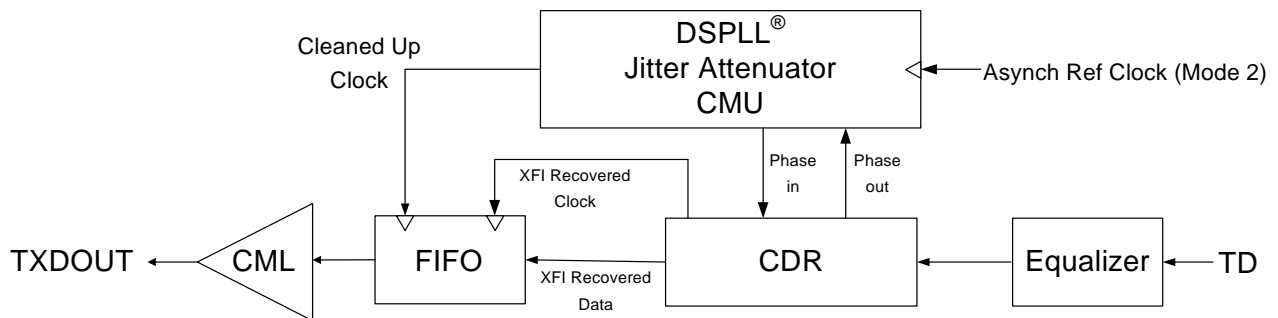 DSPLL®
Jitter Attenuator
CMU
Cleaned Up
Clock
Asynch Ref Clock (Mode 2)
Phase
in
Phase
out
XFI Recovered
Clock
TXDOUT
CML
FIFO
XFI Recovered
Data
CDR
Equalizer
TD